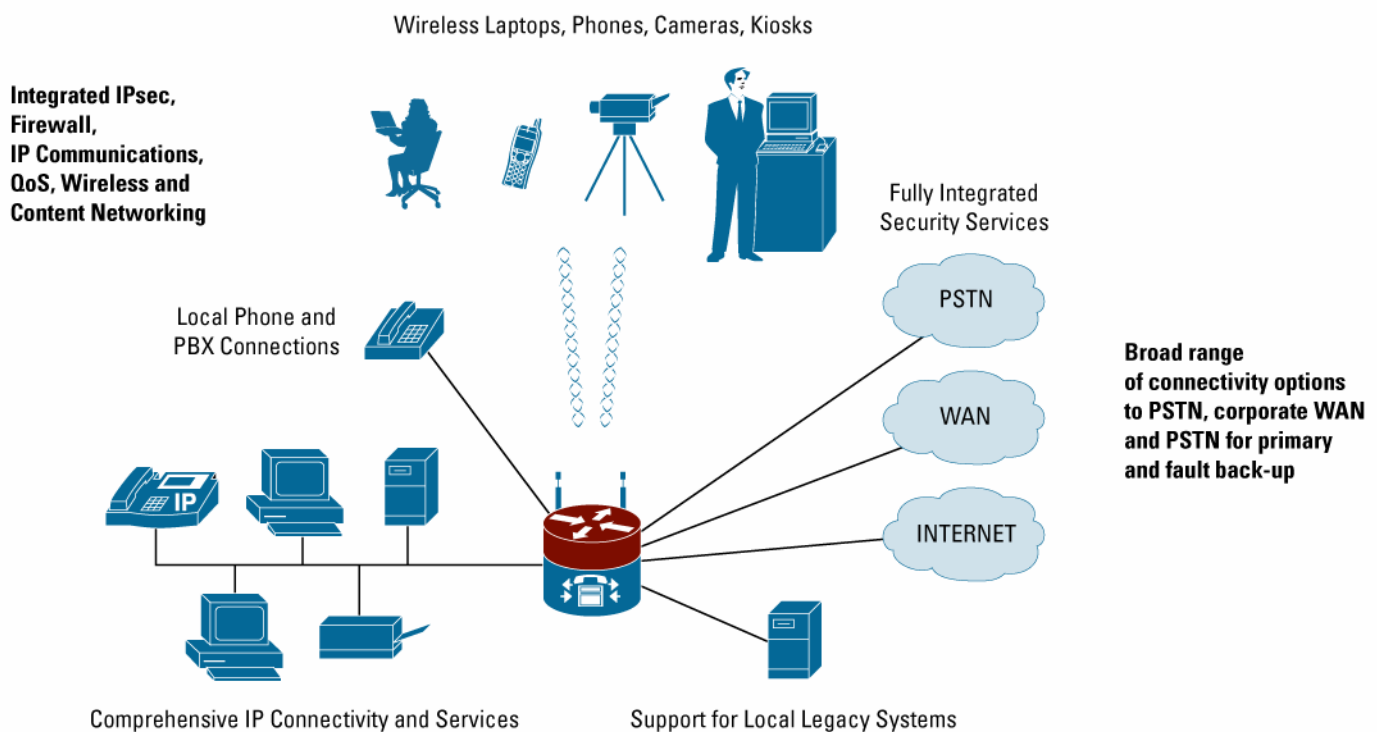 Wireless Laptops, Phones, Cameras, Kiosks
Integrated IPsec,
Firewall,
IP Communications,
QoS, Wireless and
Content Networking
Fully Integrated
Security Services
PSTN
Local Phone and
PBX Connections
WAN
Broad range
of connectivity options
to PSTN, corporate WAN
and PSTN for primary
and fault back-up
IP
INTERNET
Comprehensive IP Connectivity and Services
Support for Local Legacy Systems